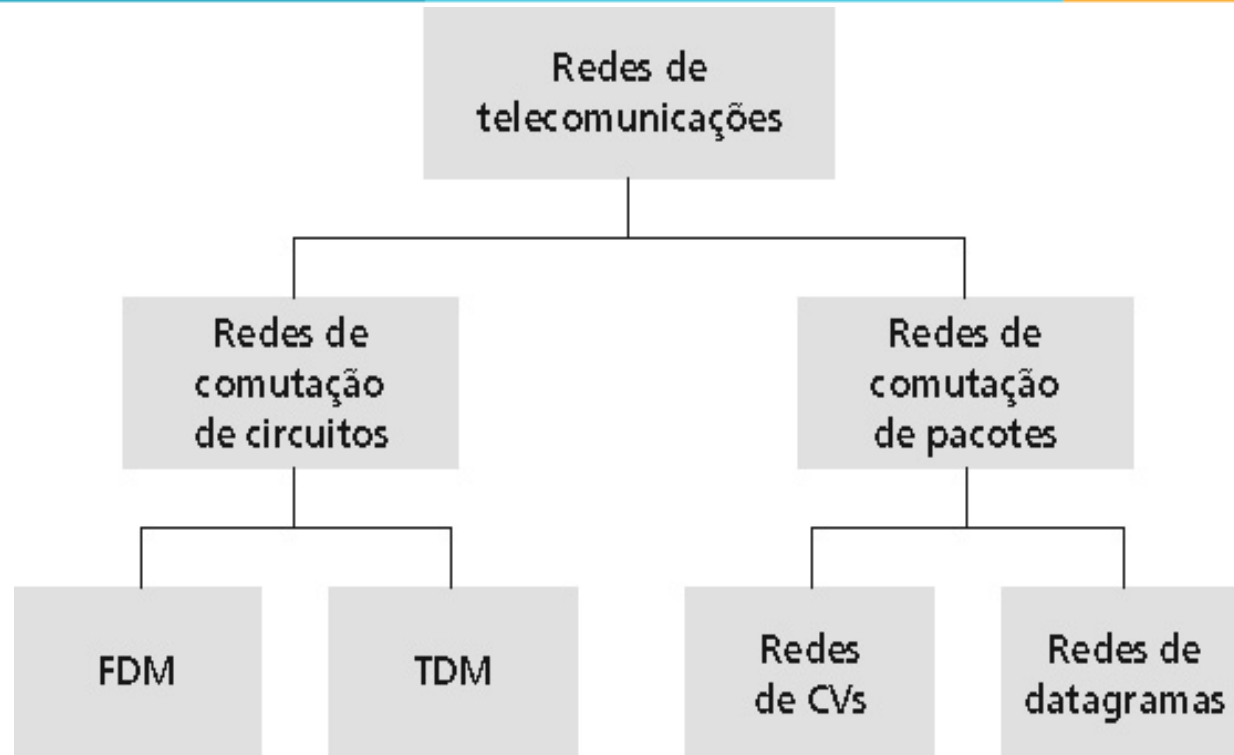 Redes de
telecomunicações
Redes de
comutação
de circuitos
Redes de
comutação
de pacotes
FDM
TDM
Redes
de CVs
Redes de
datagramas